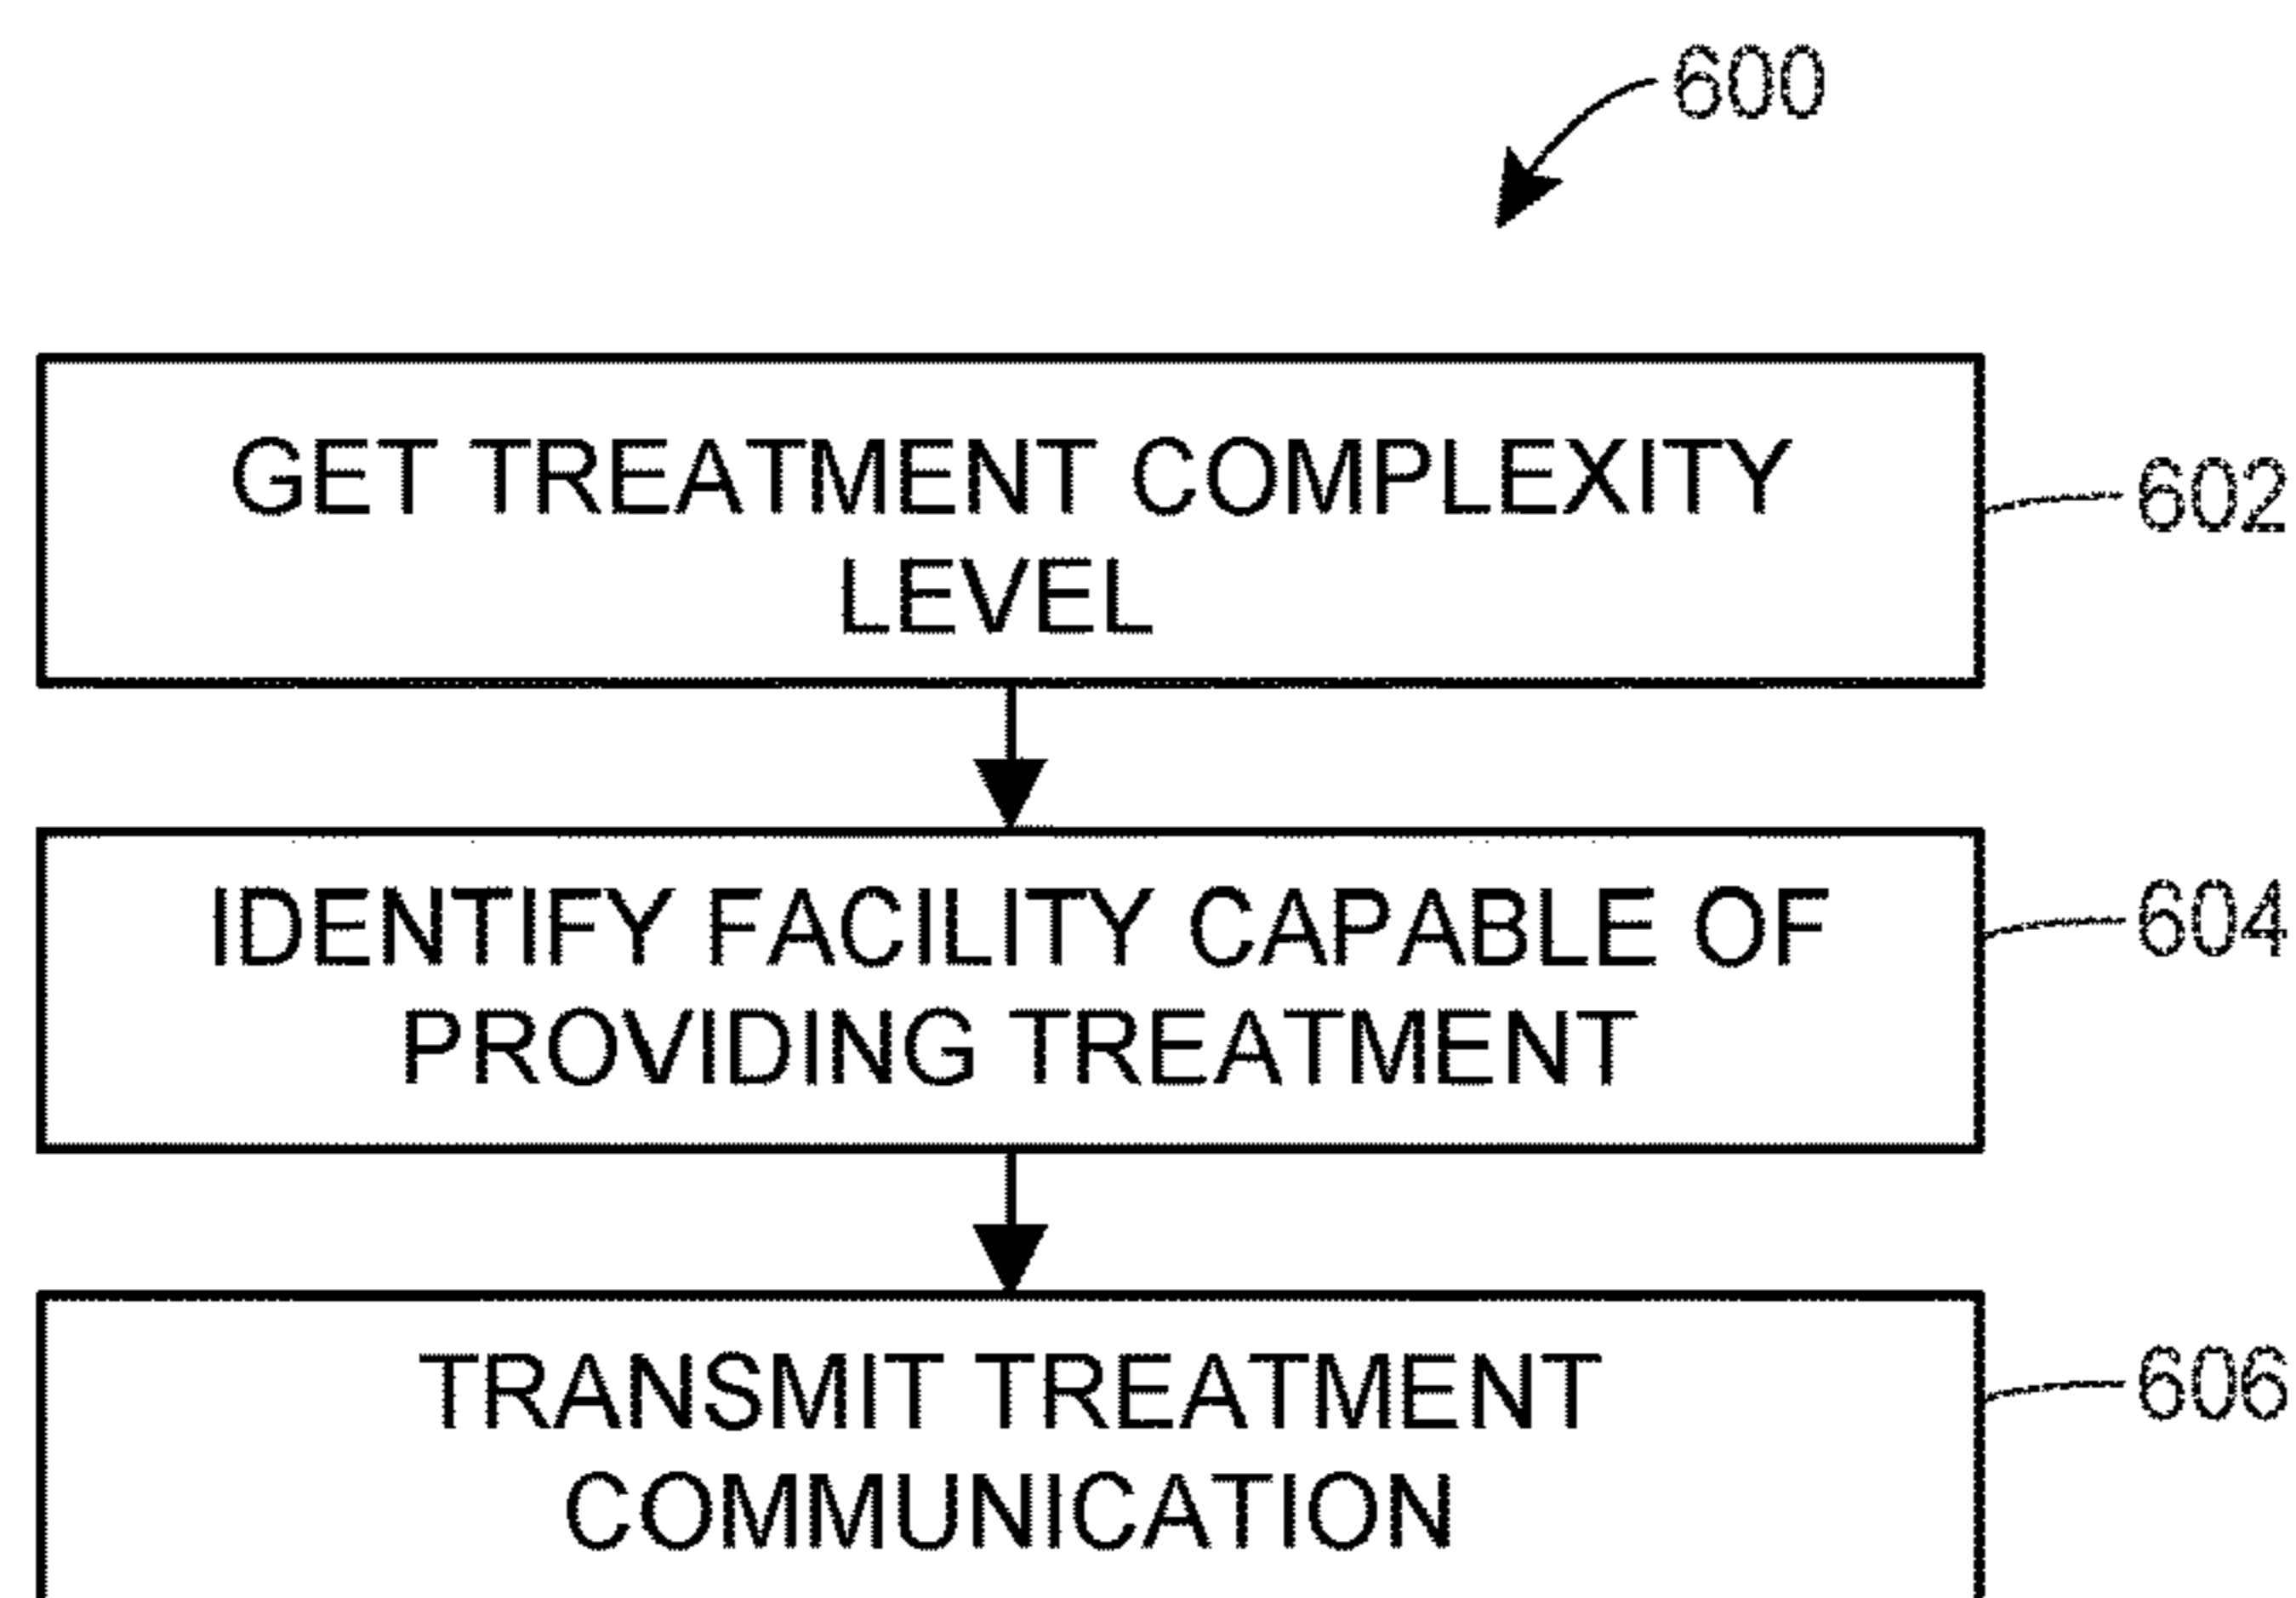 600
GET TREATMENT COMPLEXITY
LEVEL
602
IDENTIFY FACILITY CAPABLE OF
PROVIDING TREATMENT
604
TRANSMIT TREATMENT
COMMUNICATION
606